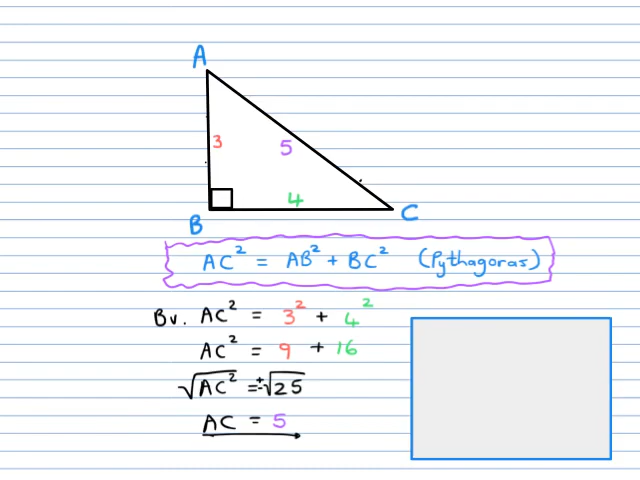 A
3
5
4
B
C
AC² = AB² + BC² (Pythagoras)
Bv. AC² = 3² + 4²
AC² = 9 + 16
√AC² = ±√25
AC = 5